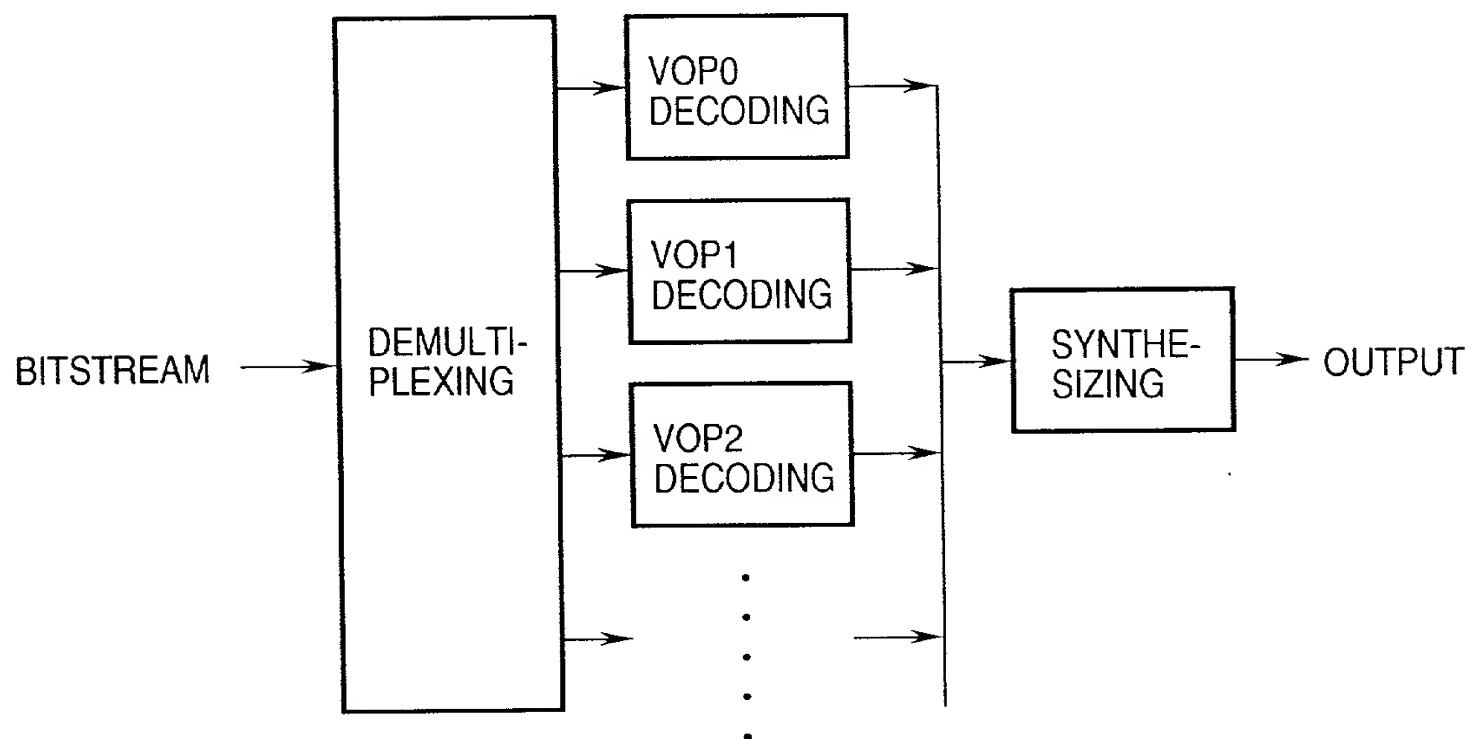 BITSTREAM
DEMULTI-
PLEXING
VOP0
DECODING
VOP1
DECODING
VOP2
DECODING
SYNTHE-
SIZING
OUTPUT